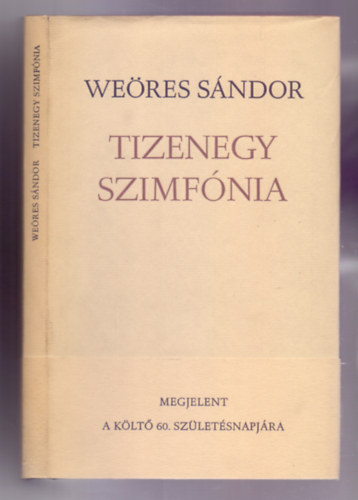 WEÖRES SÁNDOR TIZENEGY SZIMFÓNIA
WEÖRES SÁNDOR
TIZENEGY
SZIMFÓNIA
MEGJELENT
A KÖLTŐ 60. SZÜLETÉSNAPJÁRA